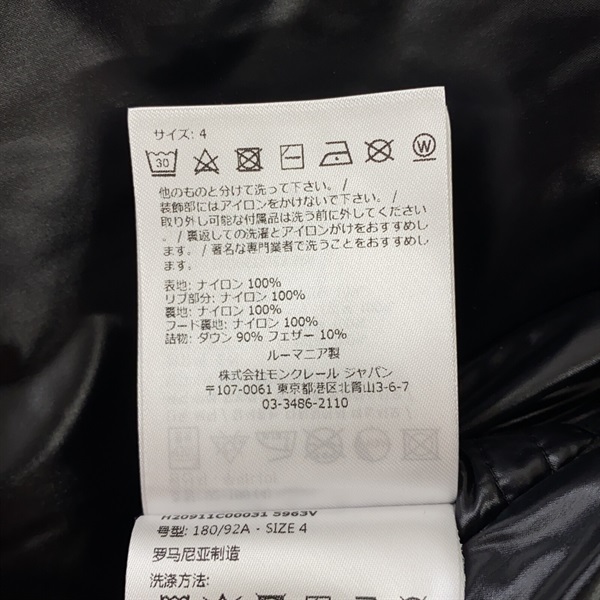 サイズ: 4
30
W
他のものと分けて洗って下さい。 /
装飾部にはアイロンをかけないで下さい。 /
取り外し可能な付属品は洗う前に外してください
。 / 裏返しての洗濯とアイロンがけをおすすめし
ます。 / 著名な専門業者で洗うことをおすすめし
ます。
表地: ナイロン 100%
リブ部分: ナイロン 100%
裏地: ナイロン 100%
フード裏地: ナイロン 100%
詰物: ダウン 90% フェザー 10%
ルーマニア製
株式会社モンクレール ジャパン
〒107-0061 東京都港区北青山3-6-7
03-3486-2110
H20911C00031 5963V
号型: 180/92A - SIZE 4
罗马尼亚制造
洗涤方法: